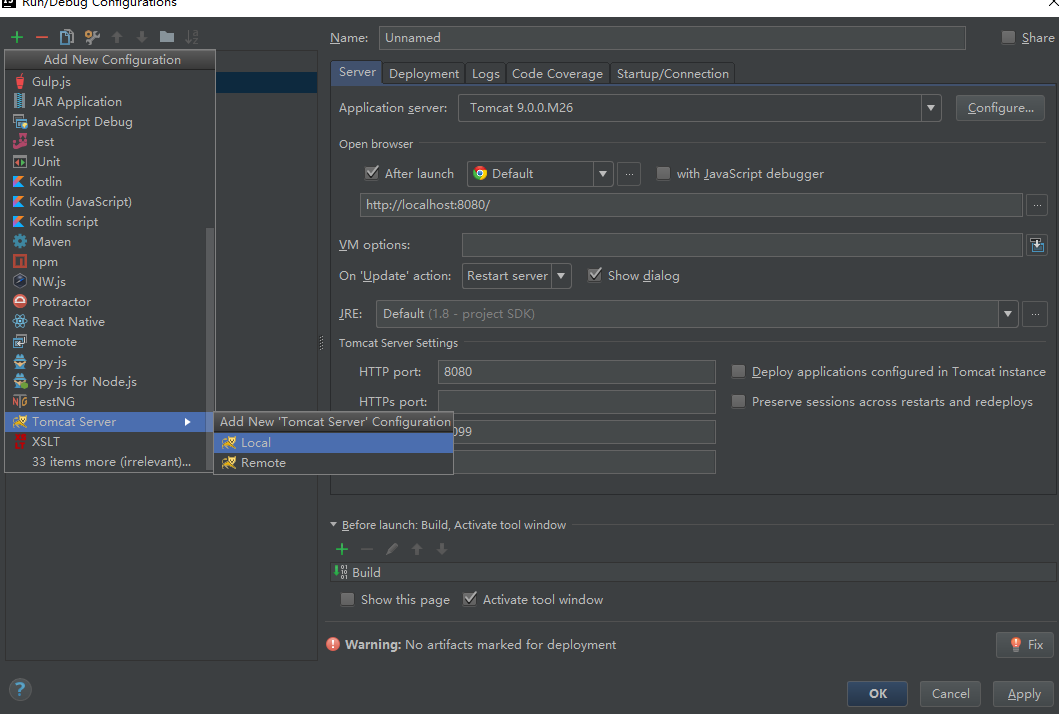 Run/Debug Configurations
Name: Unnamed Share
Add New Configuration
Gulp.js
JAR Application
JavaScript Debug
Jest
JUnit
Kotlin
Kotlin (JavaScript)
Kotlin script
Maven
npm
NW.js
Protractor
React Native
Remote
Spy-js
Spy-js for Node.js
TestNG
Tomcat Server
XSLT
33 items more (irrelevant)...
Add New 'Tomcat Server' Configuration
Local
Remote
Server Deployment Logs Code Coverage Startup/Connection
Application server: Tomcat 9.0.0.M26 Configure...
Open browser
After launch Default ... with JavaScript debugger
http://localhost:8080/ ...
VM options:
On 'Update' action: Restart server Show dialog
JRE: Default (1.8 - project SDK) ...
Tomcat Server Settings
HTTP port: 8080 Deploy applications configured in Tomcat instance
HTTPs port: Preserve sessions across restarts and redeploys
099
Before launch: Build, Activate tool window
Build
Show this page Activate tool window
Warning: No artifacts marked for deployment Fix
? OK Cancel Apply